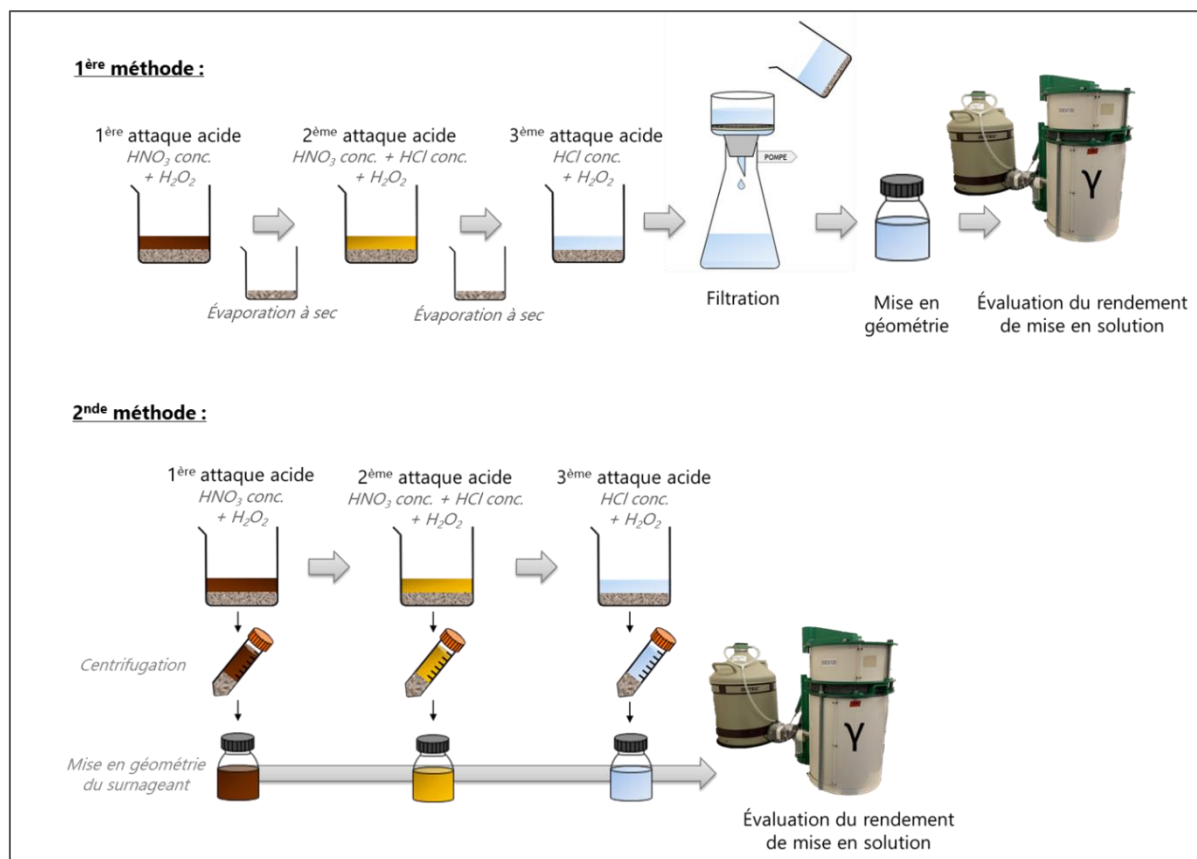 1ère méthode :
1ère attaque acide
HNO₃ conc.
+ H₂O₂
2ème attaque acide
HNO₃ conc. + HCl conc.
+ H₂O₂
3ème attaque acide
HCl conc.
+ H₂O₂
POMPE
γ
Évaporation à sec
Évaporation à sec
Filtration
Mise en
géométrie
Évaluation du rendement
de mise en solution
2nde méthode :
1ère attaque acide
HNO₃ conc.
+ H₂O₂
2ème attaque acide
HNO₃ conc. + HCl conc.
+ H₂O₂
3ème attaque acide
HCl conc.
+ H₂O₂
Centrifugation
γ
Mise en géométrie
du surnageant
Évaluation du rendement
de mise en solution